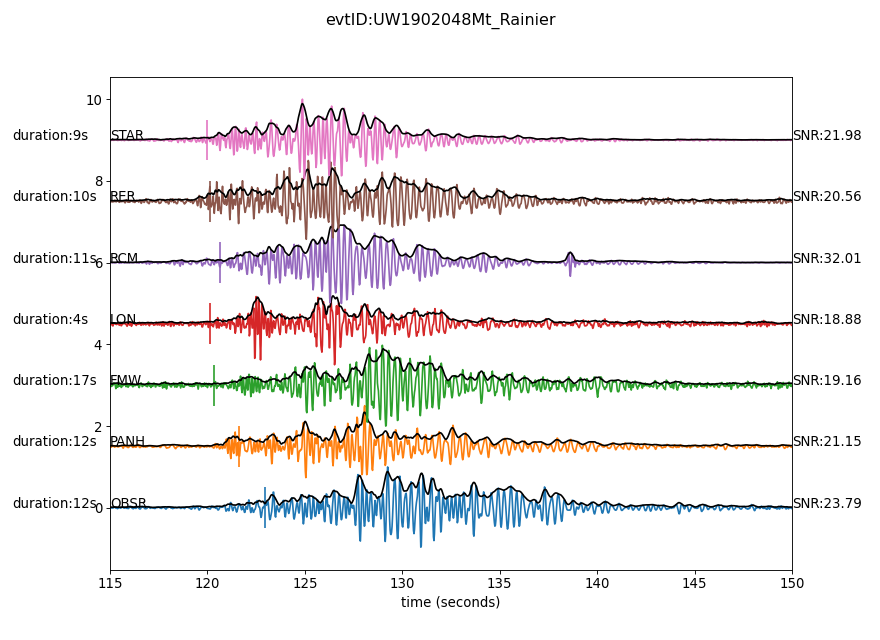 evtID:UW1902048Mt_Rainier
10
duration:9s STAR SNR:21.98
8
duration:10s RER SNR:20.56
duration:11s RCM SNR:32.01
6
duration:4s LON SNR:18.88
4
duration:17s FMW SNR:19.16
2
duration:12s PANH SNR:21.15
duration:12s OBSR SNR:23.79
0
115 120 125 130 135 140 145 150
time (seconds)